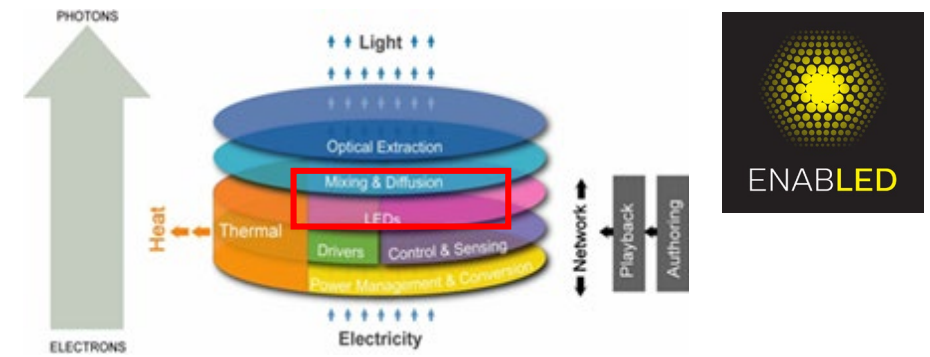 PHOTONS
Light
Optical Extraction
Mixing & Diffusion
LEDs
Heat
Thermal
Drivers
Control & Sensing
Power Management & Conversion
Electricity
ELECTRONS
Network
Playback
Authoring
ENABLED